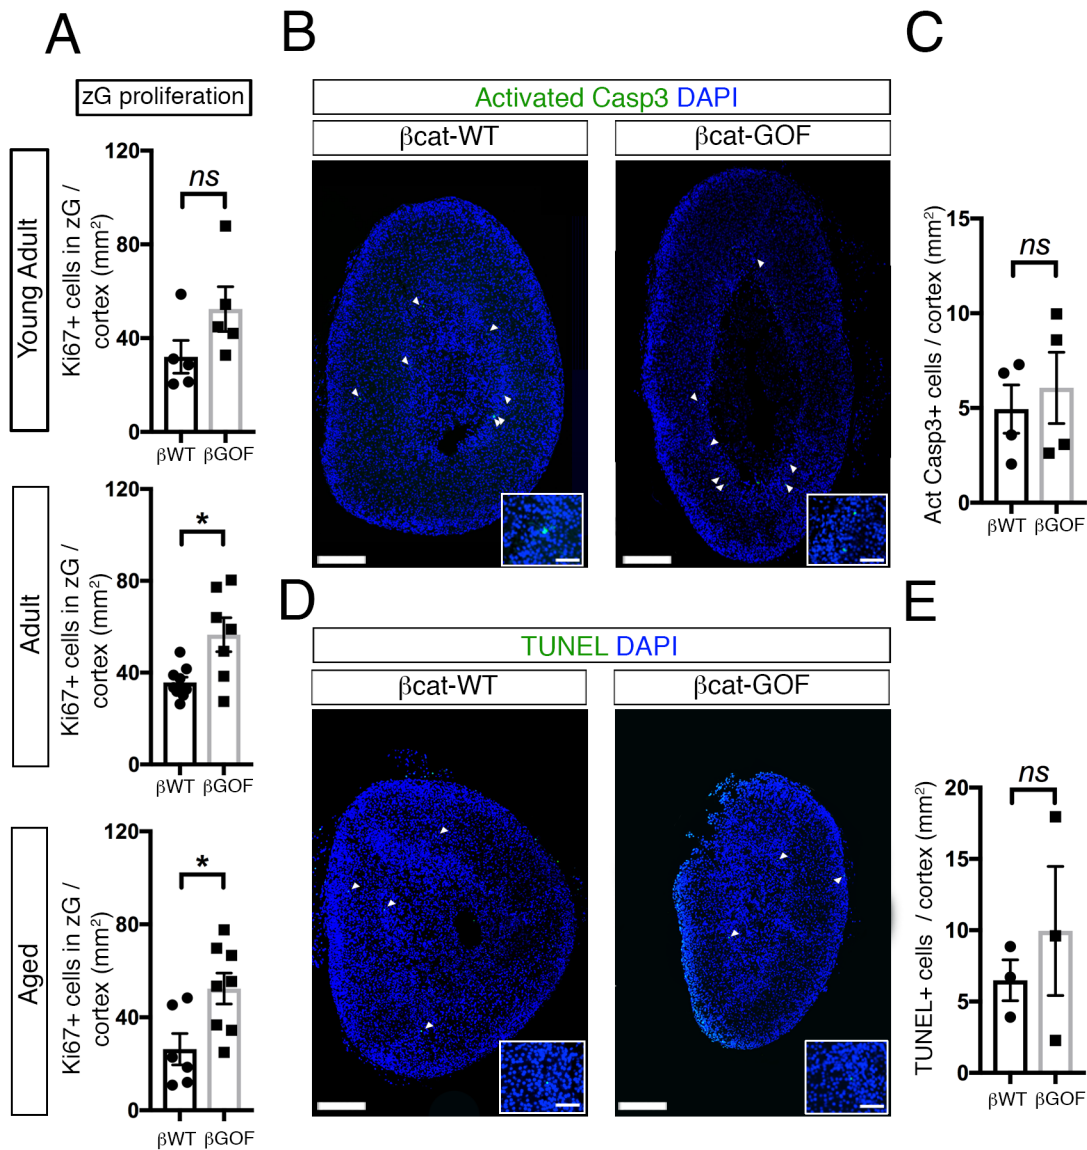 A
zG proliferation
Young Adult
Ki67+ cells in zG /
cortex (mm²)
120
80
40
0
ns
βWT βGOF
Adult
Ki67+ cells in zG /
cortex (mm²)
120
80
40
0
*
βWT βGOF
Aged
Ki67+ cells in zG /
cortex (mm²)
120
80
40
0
*
βWT βGOF
B
Activated Casp3 DAPI
βcat-WT
βcat-GOF
C
Act Casp3+ cells / cortex (mm²)
15
10
5
0
ns
βWT βGOF
D
TUNEL DAPI
βcat-WT
βcat-GOF
E
TUNEL+ cells / cortex (mm²)
20
15
10
5
0
ns
βWT βGOF